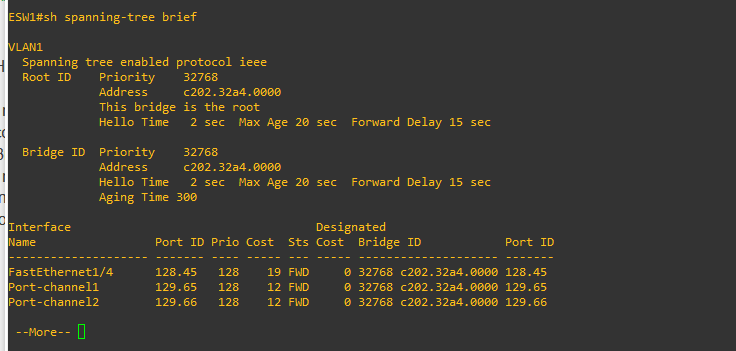 ESW1#sh spanning-tree brief
VLAN1
Spanning tree enabled protocol ieee
Root ID Priority 32768
Address c202.32a4.0000
This bridge is the root
Hello Time 2 sec Max Age 20 sec Forward Delay 15 sec
Bridge ID Priority 32768
Address c202.32a4.0000
Hello Time 2 sec Max Age 20 sec Forward Delay 15 sec
Aging Time 300
Interface Designated
Name Port ID Prio Cost Sts Cost Bridge ID Port ID
-------------------- ------- ---- ----- --- ----- -------------------- -------
FastEthernet1/4 128.45 128 19 FWD 0 32768 c202.32a4.0000 128.45
Port-channel1 129.65 128 12 FWD 0 32768 c202.32a4.0000 129.65
Port-channel2 129.66 128 12 FWD 0 32768 c202.32a4.0000 129.66
--More--